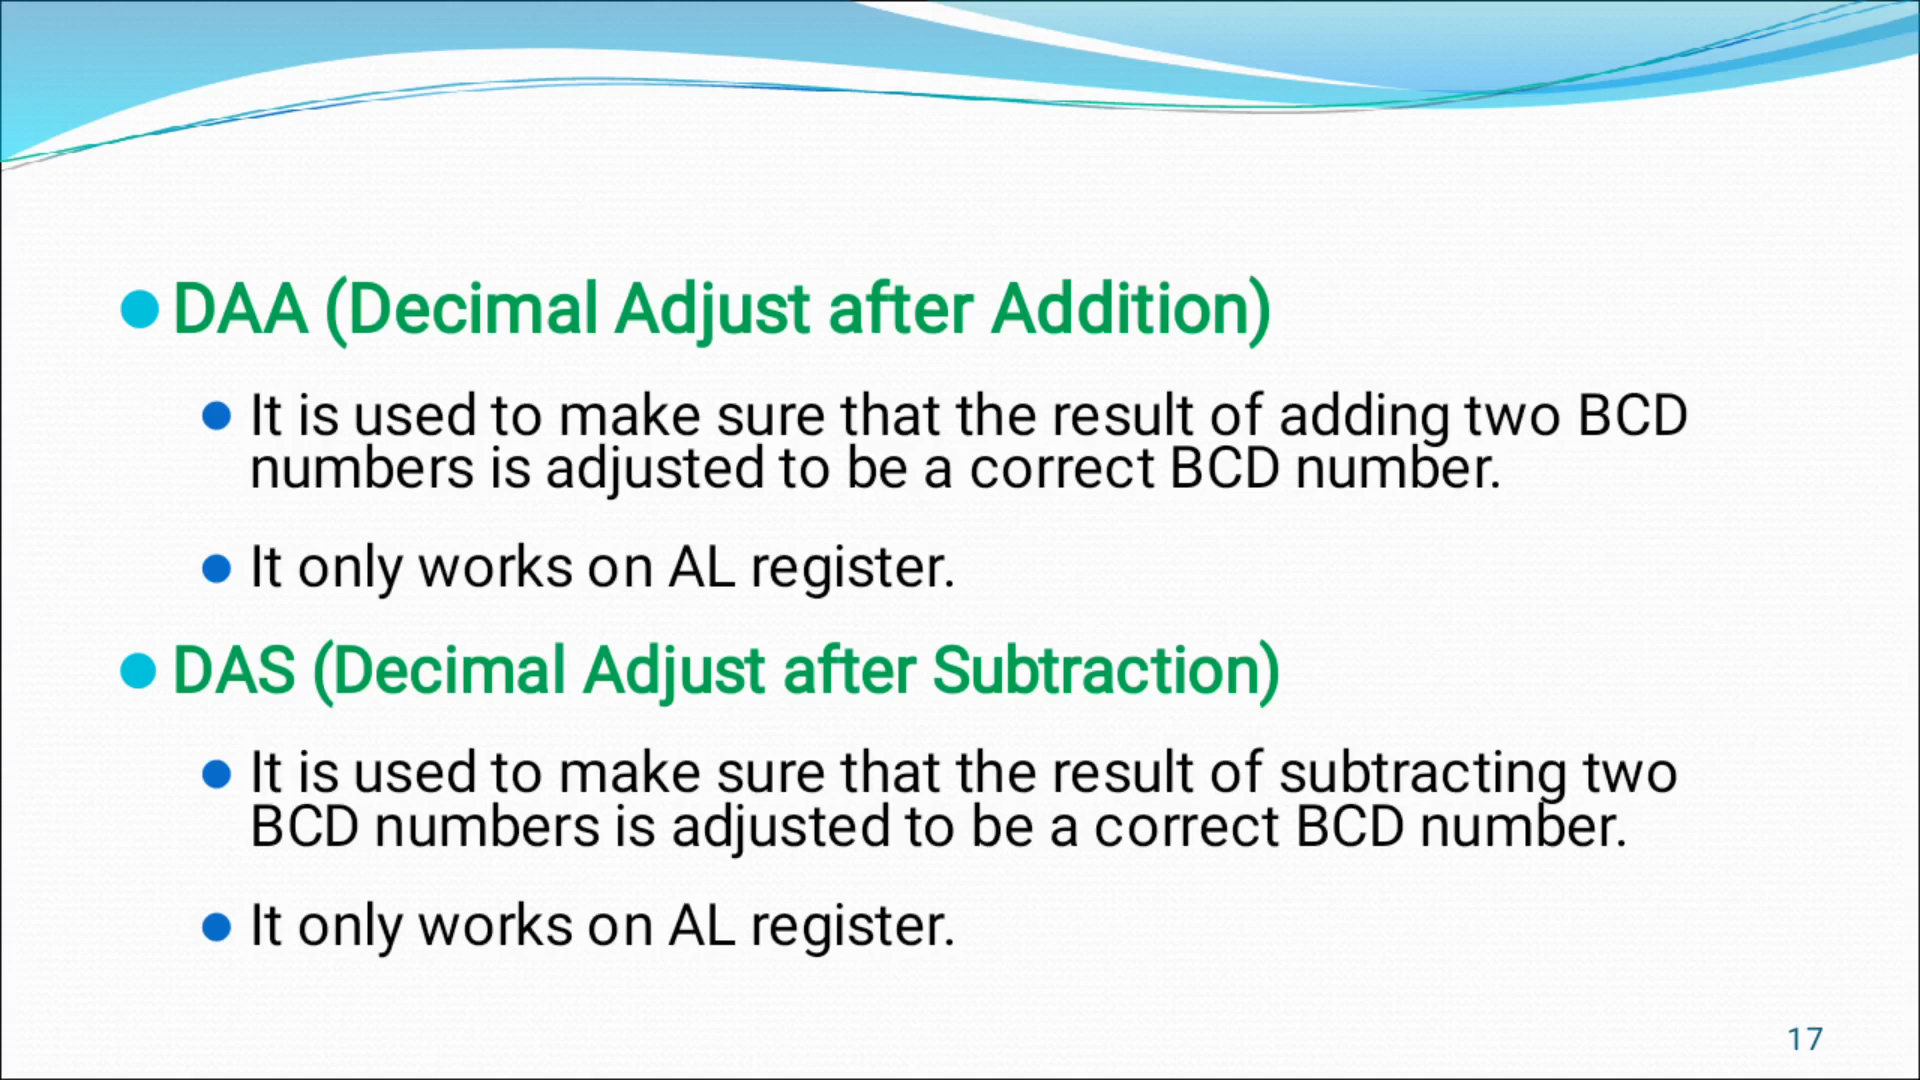 DAA (Decimal Adjust after Addition)
It is used to make sure that the result of adding two BCD
numbers is adjusted to be a correct BCD number.
It only works on AL register.
DAS (Decimal Adjust after Subtraction)
It is used to make sure that the result of subtracting two
BCD numbers is adjusted to be a correct BCD number.
It only works on AL register.
17